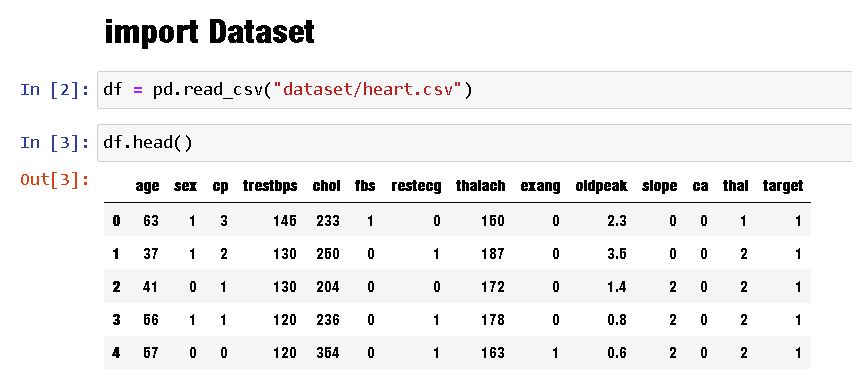 import Dataset
In [2]: df = pd.read_csv("dataset/heart.csv")
In [3]: df.head()
Out[3]:
age sex cp trestbps chol fbs restecg thalach exang oldpeak slope ca thal target
0 63 1 3 145 233 1 0 150 0 2.3 0 0 1 1
1 37 1 2 130 250 0 1 187 0 3.5 0 0 2 1
2 41 0 1 130 204 0 0 172 0 1.4 2 0 2 1
3 56 1 1 120 236 0 1 178 0 0.8 2 0 2 1
4 57 0 0 120 354 0 1 163 1 0.6 2 0 2 1